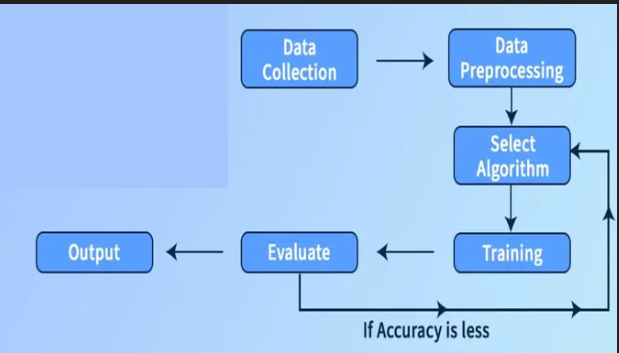 Data
Collection
Data
Preprocessing
Select
Algorithm
Output
Evaluate
Training
If Accuracy is less